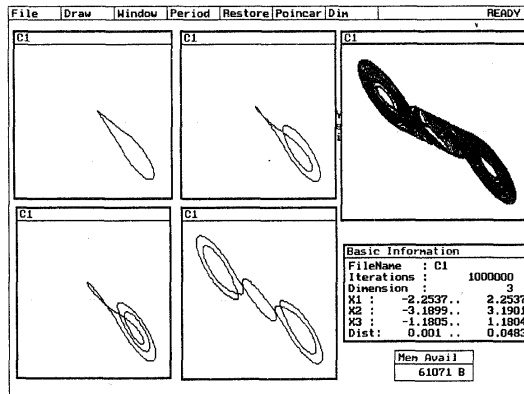 File Draw Window Period Restore Poincar Dim READY
C1
C1
C1
C1
C1
Basic Information
FileName : C1
Iterations : 1000000
Dimension : 3
X1 : -2.2537.. 2.2537
X2 : -3.1899.. 3.1901
X3 : -1.1805.. 1.1804
Dist: 0.001 .. 0.0483
Mem Avail
61071 B